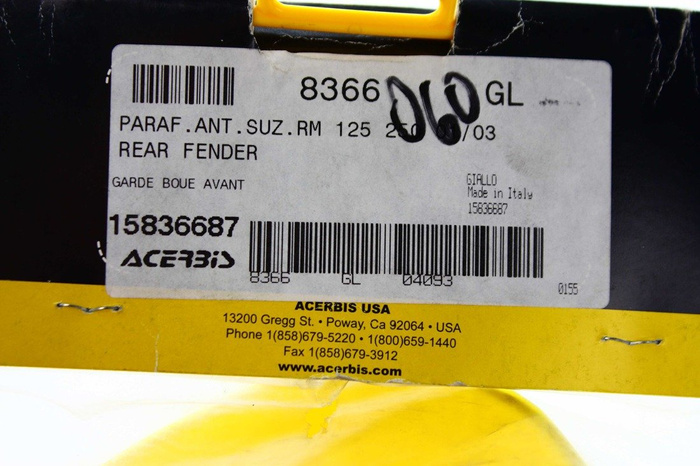 8366 060 GL
PARAF.ANT.SUZ.RM 125 250 /03
REAR FENDER
GARDE BOUE AVANT
GIALLO
Made in Italy
15836687
15836687
ACERBIS
8366 GL 04093
0155
ACERBIS USA
13200 Gregg St. • Poway, Ca 92064 • USA
Phone 1(858)679-5220 • 1(800)659-1440
Fax 1(858)679-3912
www.acerbis.com